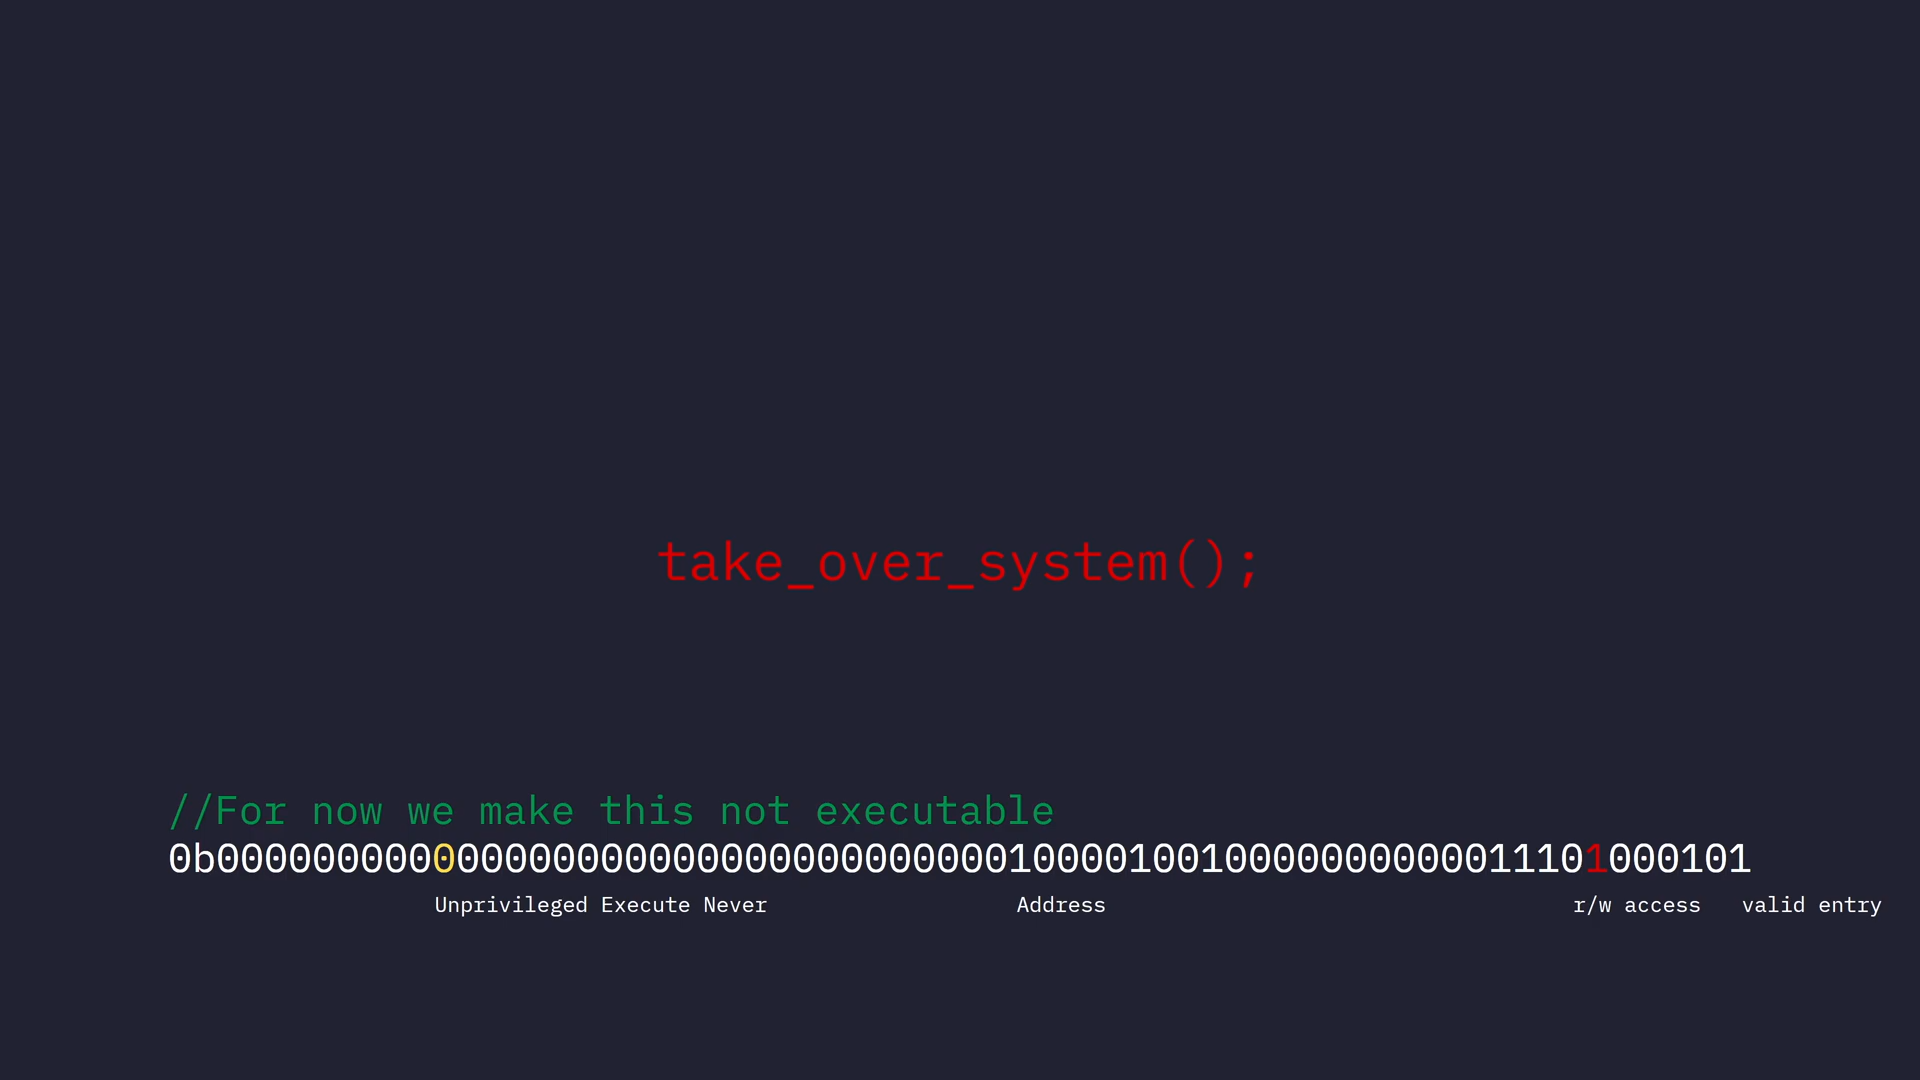 take_over_system();
//For now we make this not executable
0b0000000000000000000000000000000001000010010000000000011101000101
Unprivileged Execute Never Address r/w access valid entry